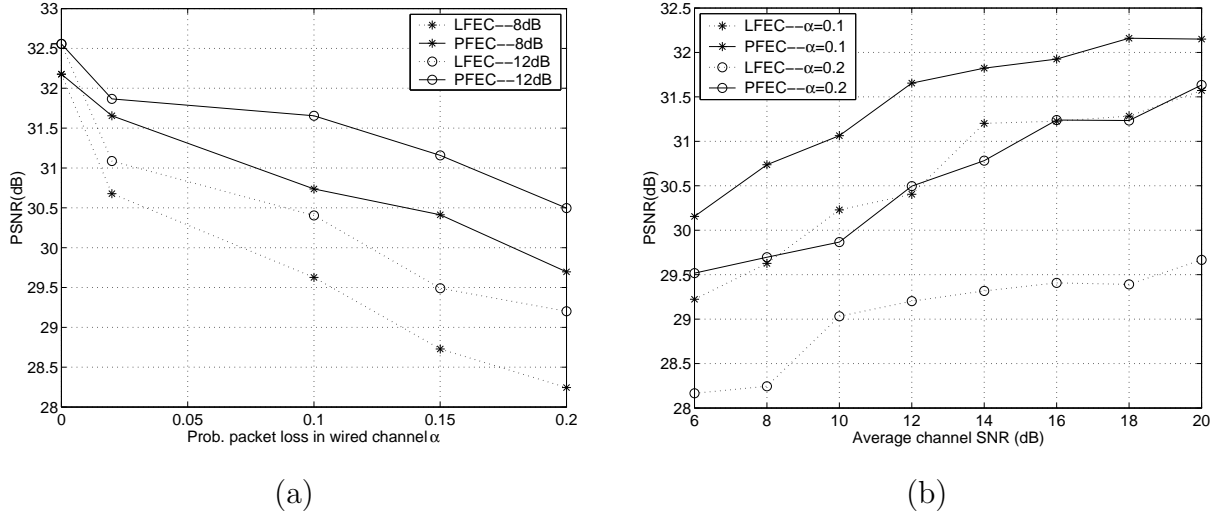 33
32.5
32
31.5
31
30.5
30
29.5
29
28.5
28
PSNR(dB)
LFEC--8dB
PFEC--8dB
LFEC--12dB
PFEC--12dB
0 0.05 0.1 0.15 0.2
Prob. packet loss in wired channel α
(a)
32.5
32
31.5
31
30.5
30
29.5
29
28.5
28
PSNR(dB)
LFEC--α=0.1
PFEC--α=0.1
LFEC--α=0.2
PFEC--α=0.2
6 8 10 12 14 16 18 20
Average channel SNR (dB)
(b)